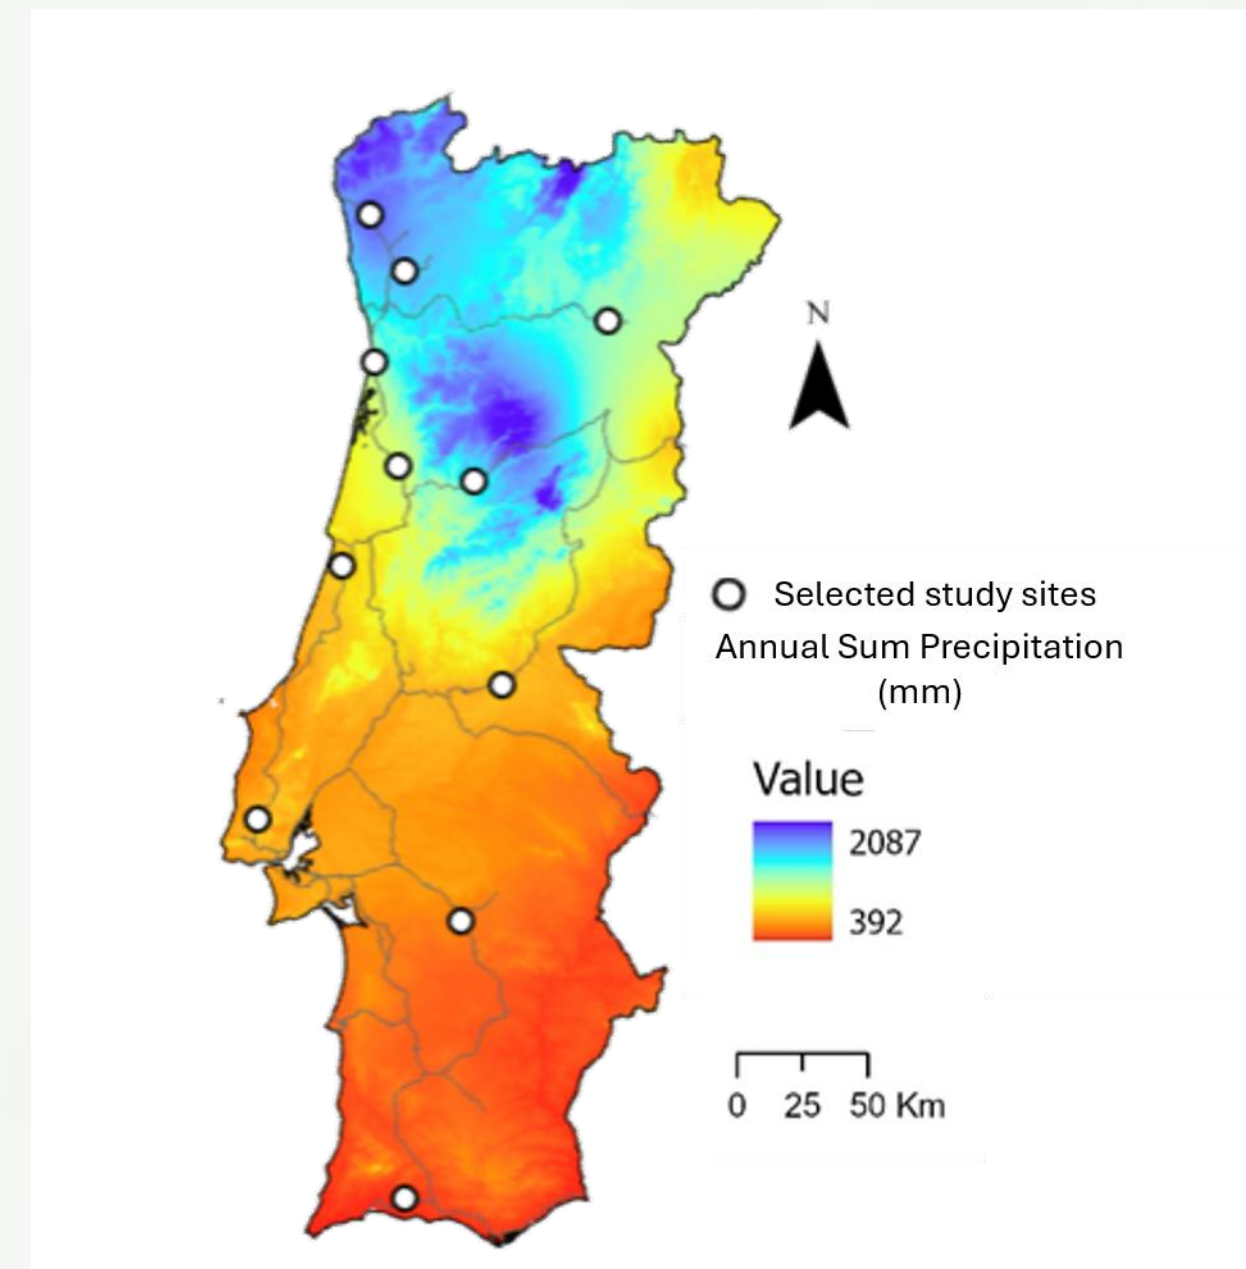 N
Selected study sites
Annual Sum Precipitation
(mm)
Value
2087
392
0 25 50 Km